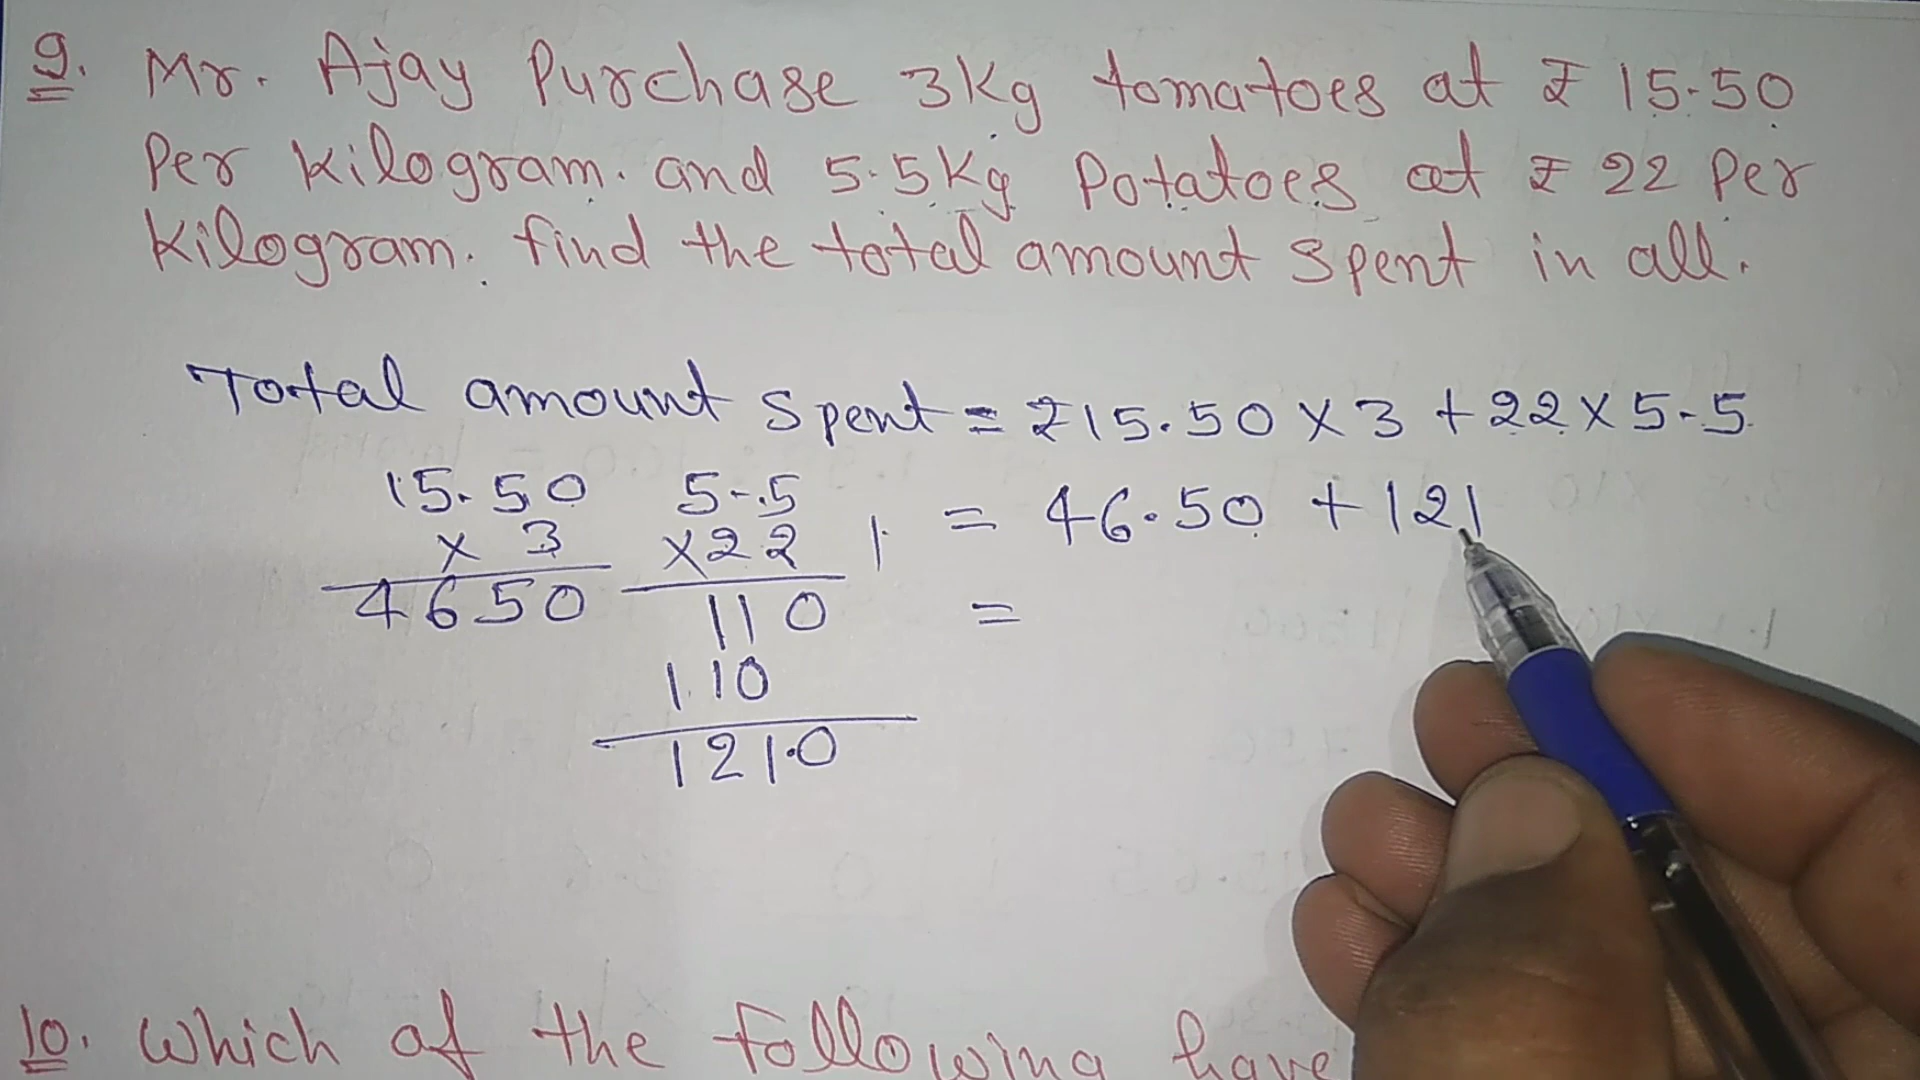 9. Mr. Ajay Purchase 3Kg tomatoes at ₹ 15.50
Per kilogram. and 5.5Kg Potatoes at ₹ 22 Per
Kilogram. find the total amount Spent in all.
Total amount Spent = ₹15.50 × 3 + 22 × 5.5
15.50
× 3
4650
5.5
×22
110
110
121.0
1
= 46.50 + 121
=
10. Which of the following have